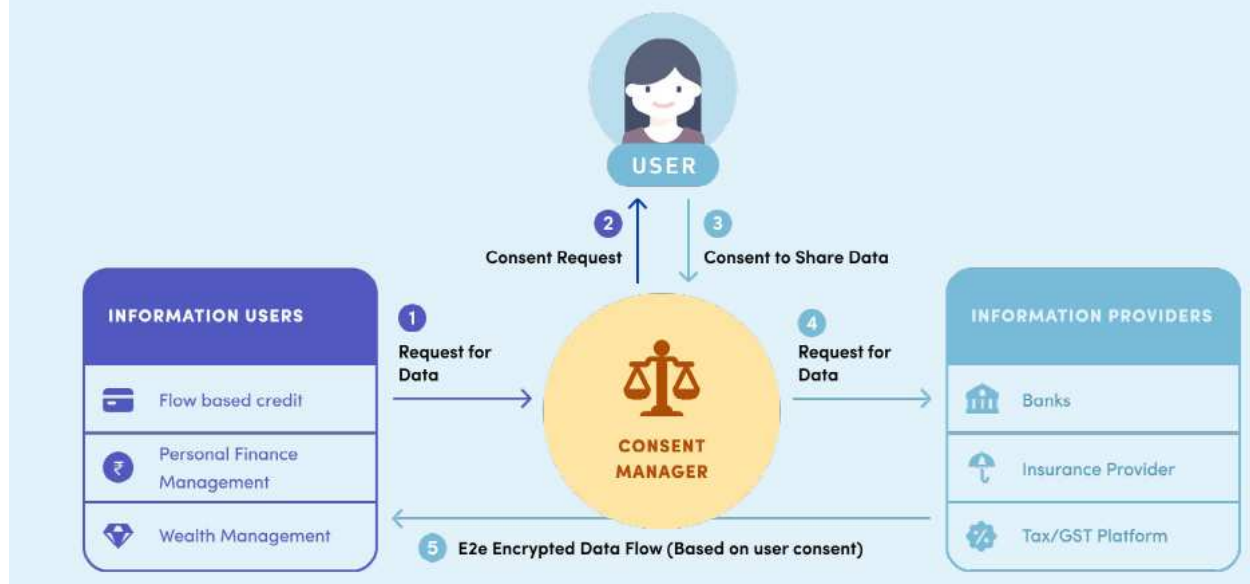 USER
2
Consent Request
3
Consent to Share Data
INFORMATION USERS
Flow based credit
₹
Personal Finance
Management
Wealth Management
1
Request for
Data
CONSENT
MANAGER
4
Request for
Data
INFORMATION PROVIDERS
Banks
Insurance Provider
%
Tax/GST Platform
5
E2e Encrypted Data Flow (Based on user consent)